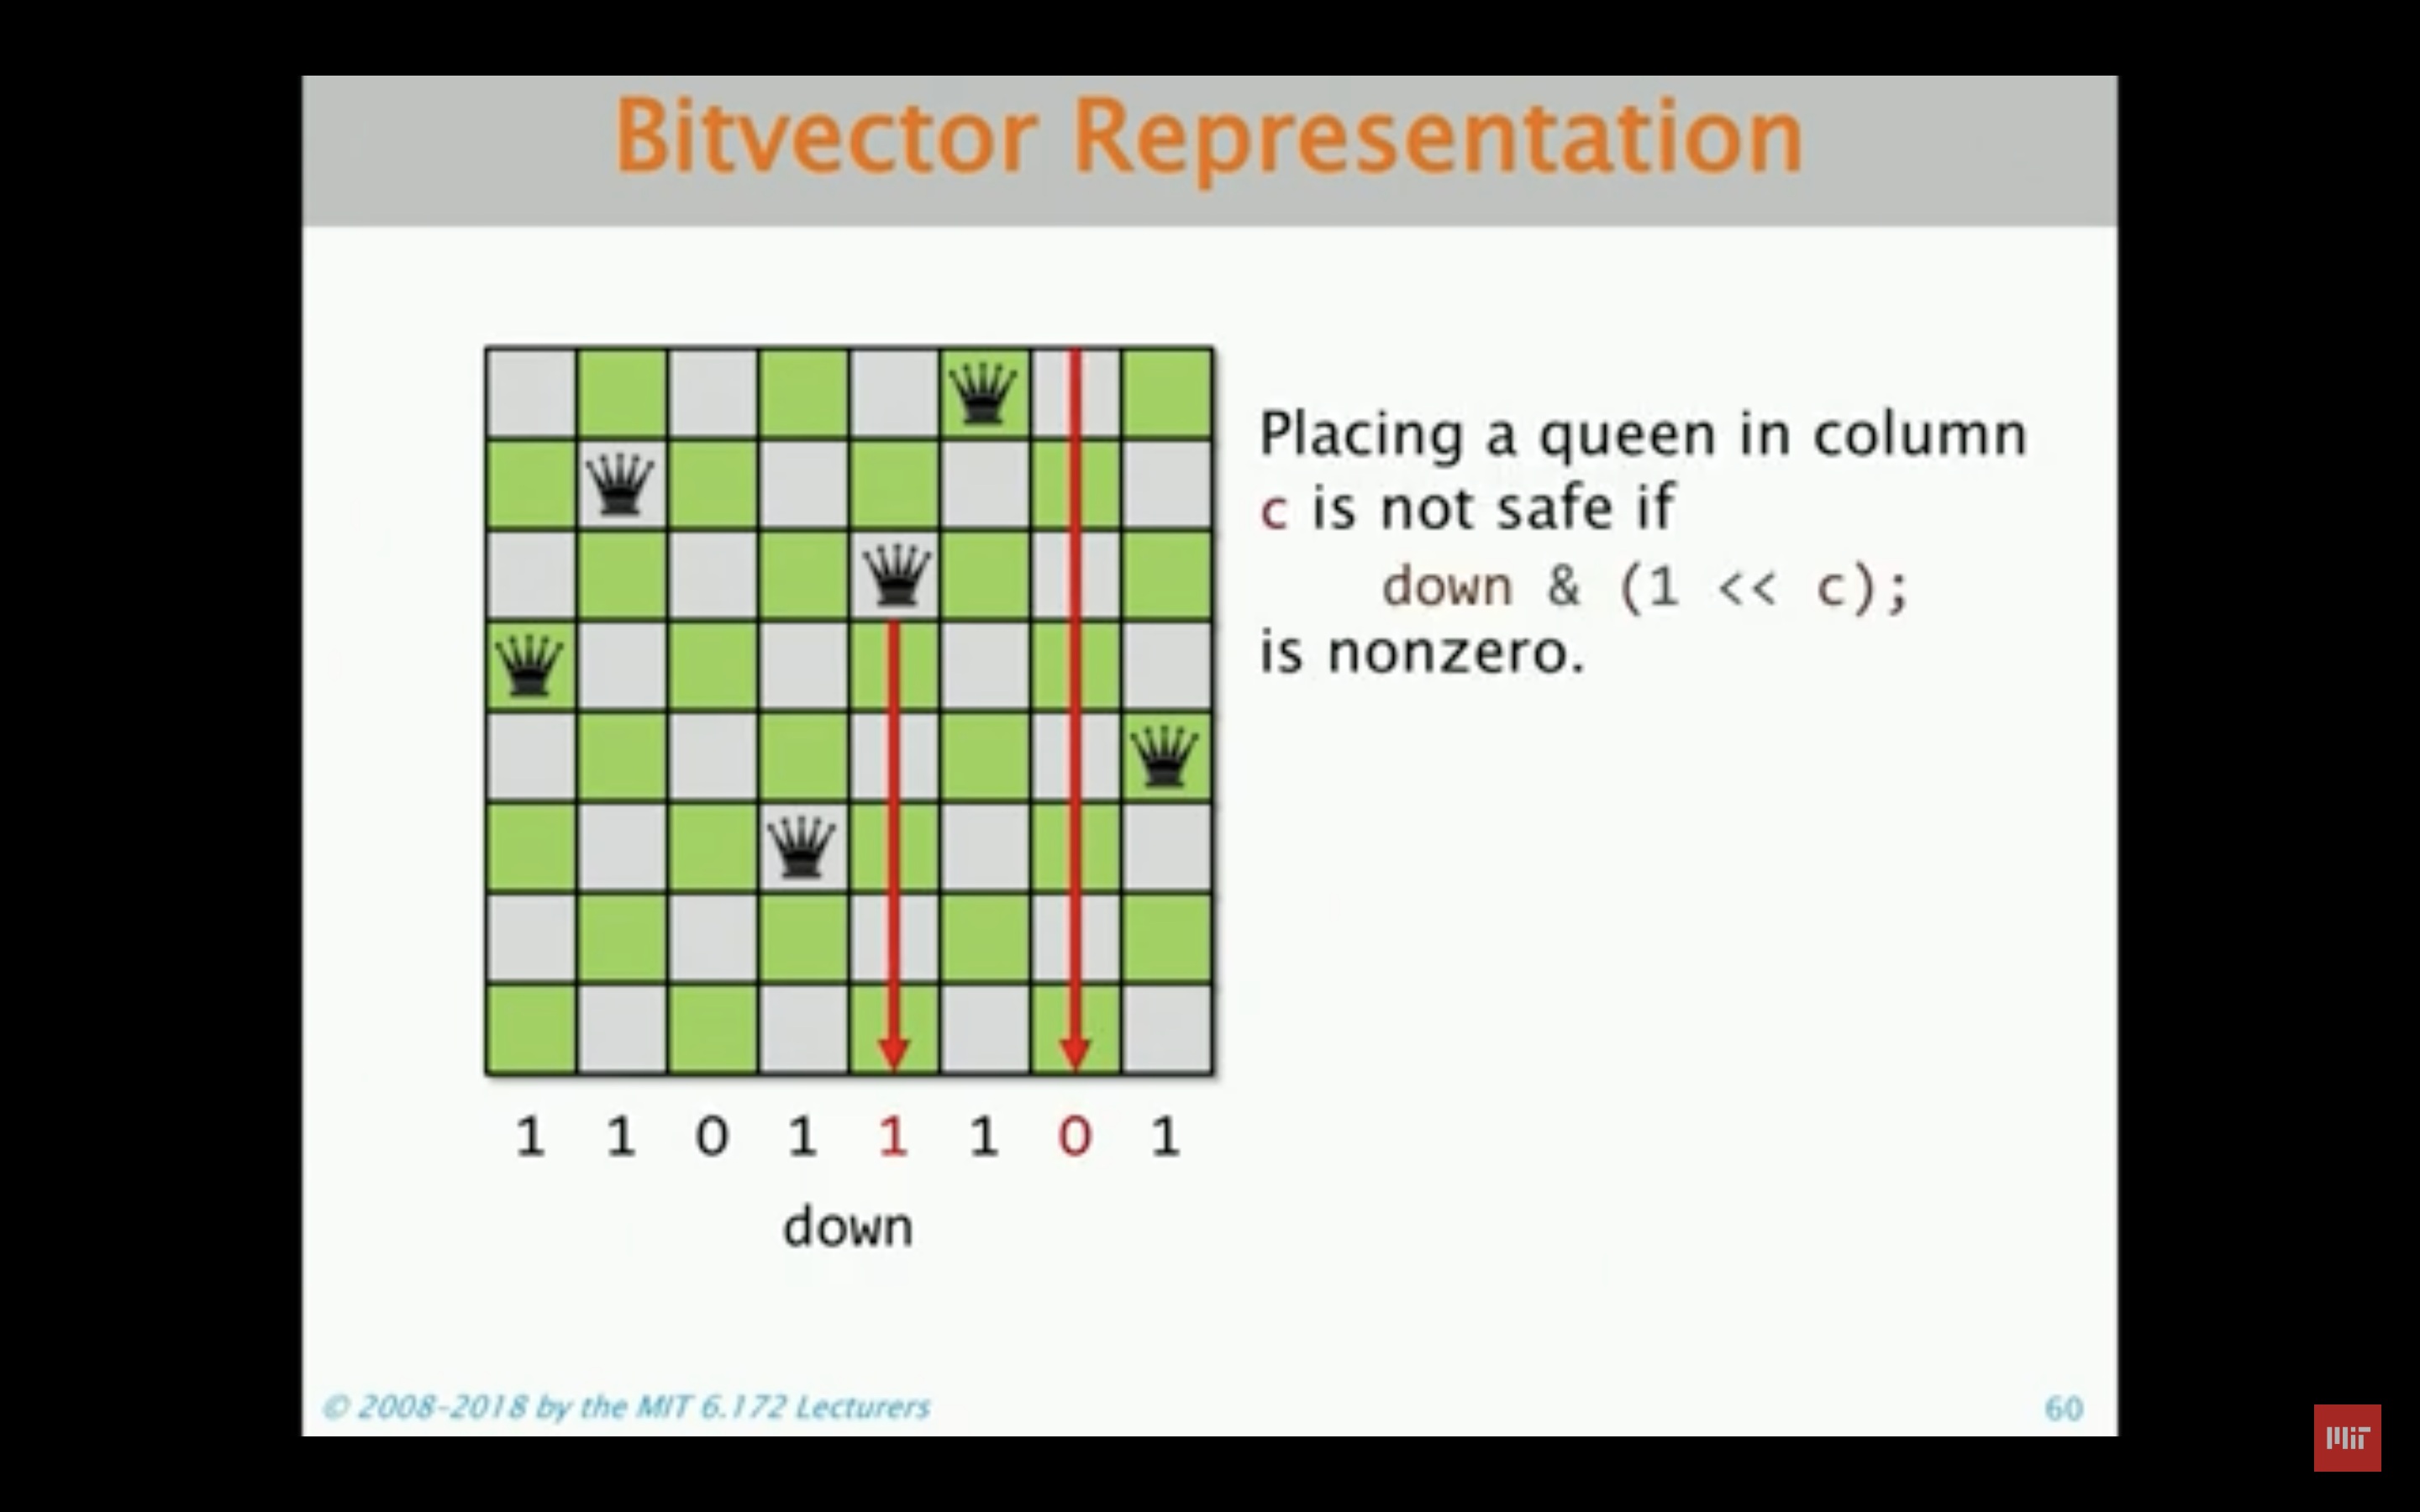 Bitvector Representation
Placing a queen in column
c is not safe if
down & (1 << c);
is nonzero.
1 1 0 1 1 1 0 1
down
© 2008-2018 by the MIT 6.172 Lecturers
60
MIT